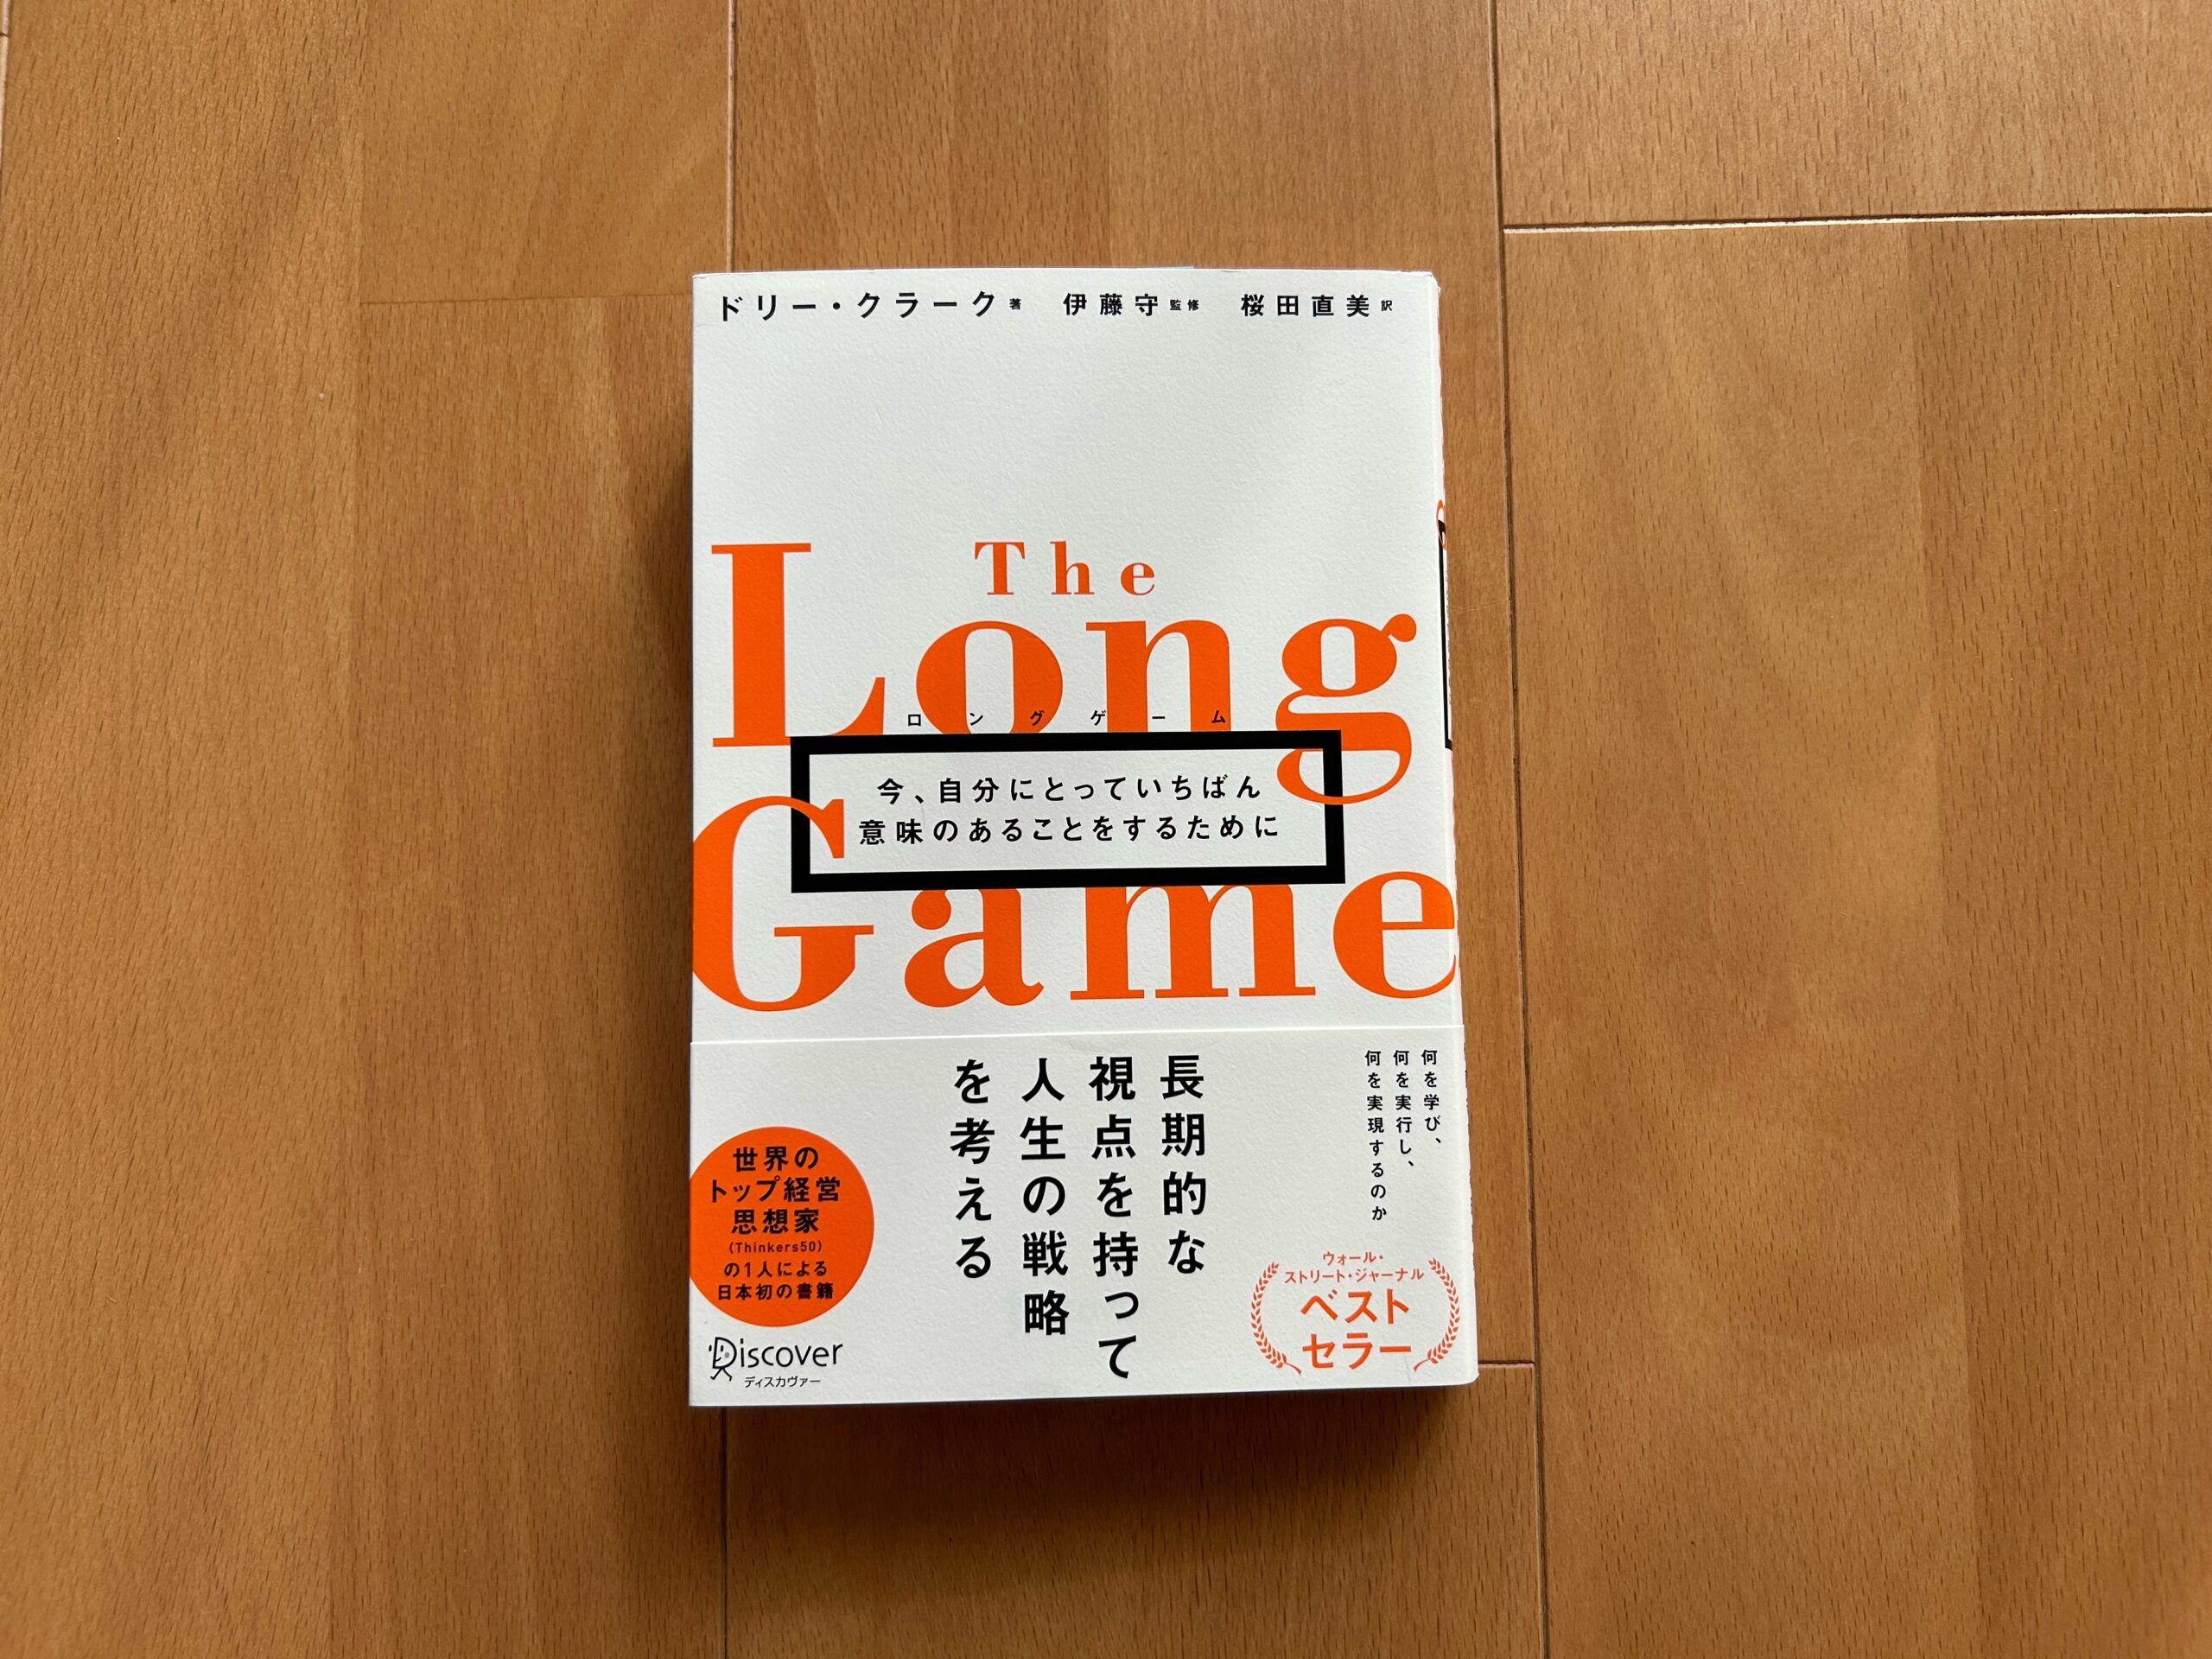 ドリー・クラーク 著 伊藤守 監修 桜田直美 訳
The
Long
ロングゲーム
今、自分にとっていちばん
意味のあることをするために
Game
何を学び、
何を実行し、
何を実現するのか
長期的な
視点を持って
人生の戦略
を考える
世界の
トップ経営
思想家
(Thinkers50)
の1人による
日本初の書籍
ウォール・
ストリート・ジャーナル
ベスト
セラー
Discover
ディスカヴァー